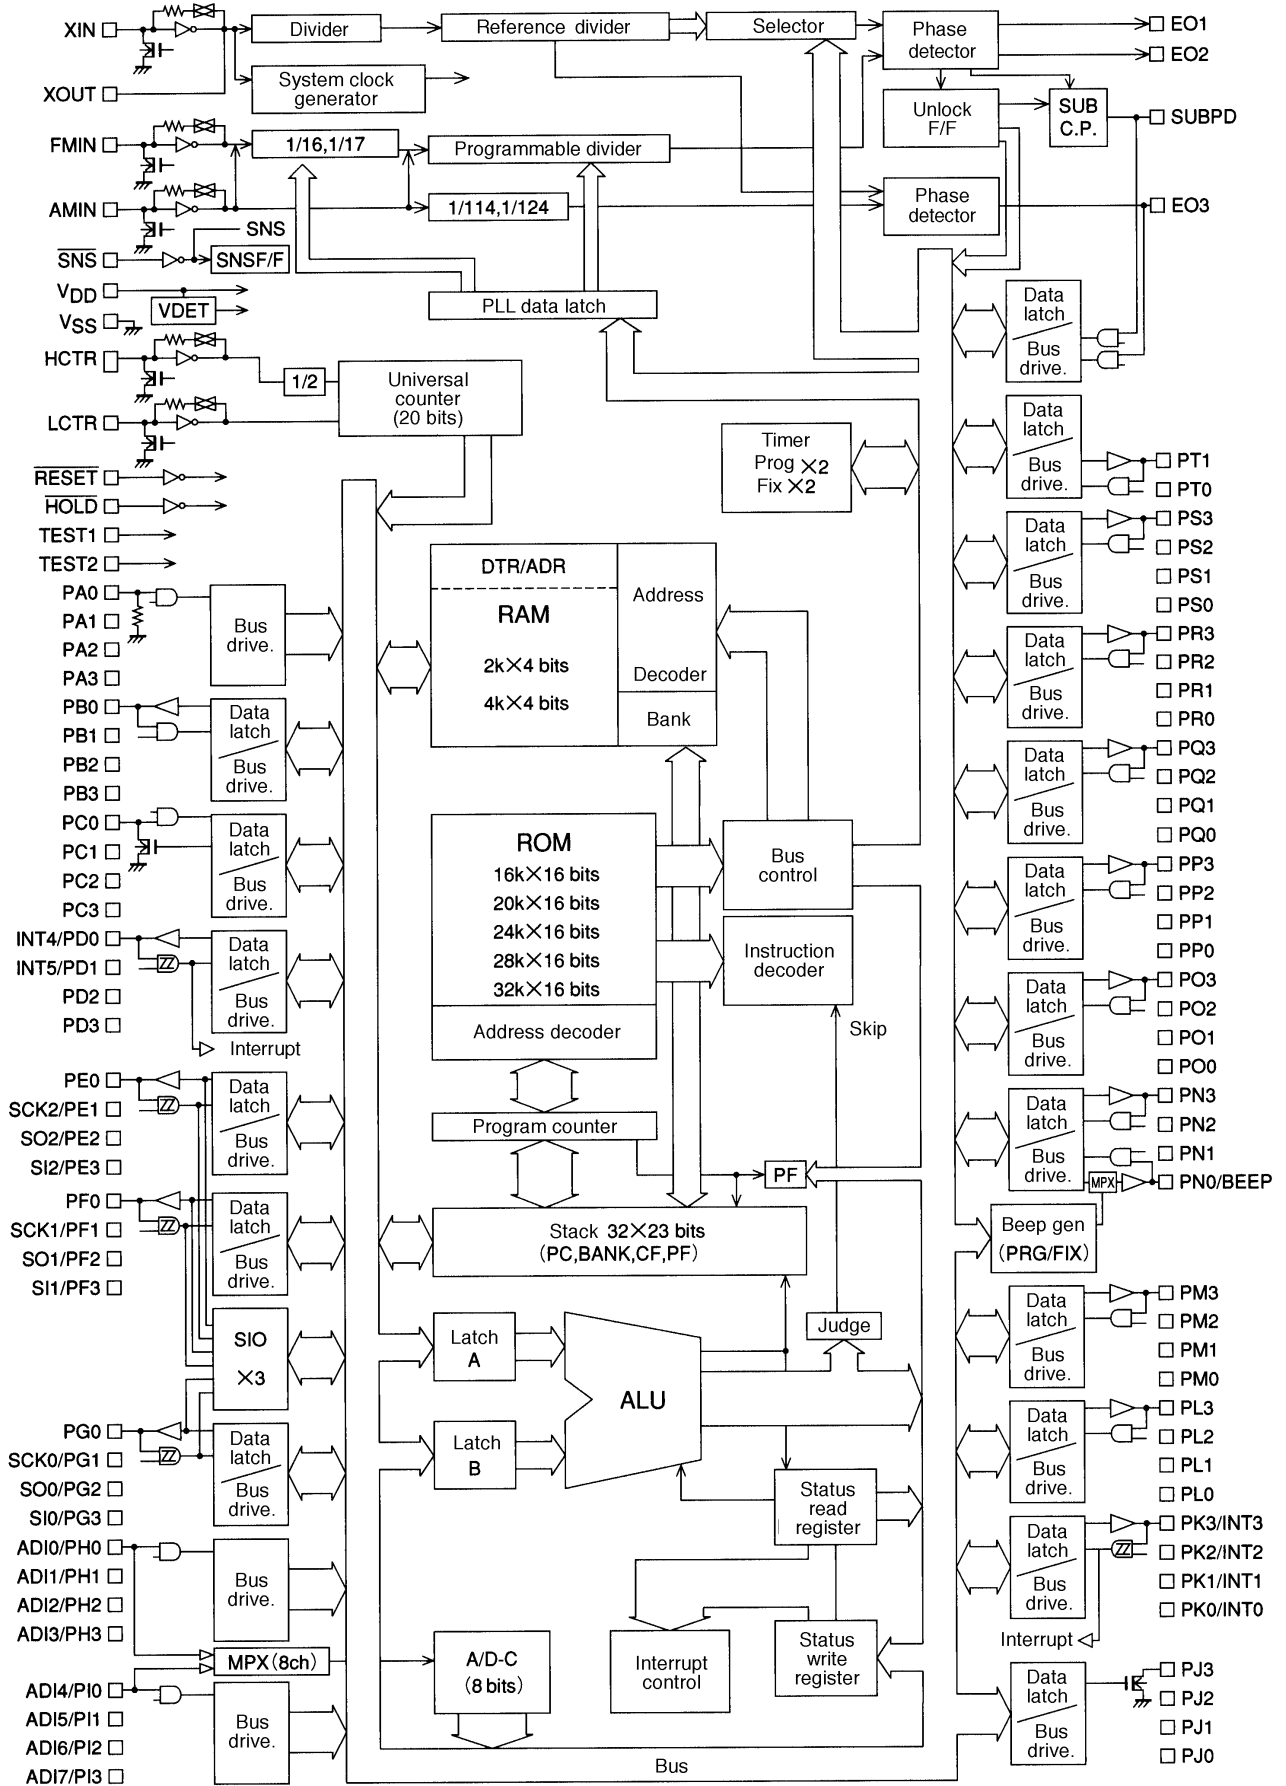 XIN
XOUT
FMIN
AMIN
SNS
SNS
SNSF/F
VDD
VDET
VSS
HCTR
LCTR
RESET
HOLD
TEST1
TEST2
Divider
Reference divider
Selector
Phase
detector
EO1
EO2
System clock
generator
Unlock
F/F
SUB
C.P.
SUBPD
1/16,1/17
Programmable divider
1/114,1/124
Phase
detector
EO3
PLL data latch
1/2
Universal
counter
(20 bits)
Timer
Prog ×2
Fix ×2
DTR/ADR
RAM
2k×4 bits
4k×4 bits
Address
Decoder
Bank
ROM
16k×16 bits
20k×16 bits
24k×16 bits
28k×16 bits
32k×16 bits
Address decoder
Bus
control
Instruction
decoder
Skip
Program counter
PF
Stack 32×23 bits
(PC,BANK,CF,PF)
Latch
A
Latch
B
ALU
Judge
Status
read
register
Status
write
register
Interrupt
control
A/D-C
(8 bits)
Bus
PA0
PA1
PA2
PA3
Bus
drive.
PB0
PB1
PB2
PB3
Data
latch
Bus
drive.
PC0
PC1
PC2
PC3
Data
latch
Bus
drive.
INT4/PD0
INT5/PD1
PD2
PD3
Data
latch
Bus
drive.
Interrupt
PE0
SCK2/PE1
SO2/PE2
SI2/PE3
Data
latch
Bus
drive.
PF0
SCK1/PF1
SO1/PF2
SI1/PF3
Data
latch
Bus
drive.
SIO
×3
PG0
SCK0/PG1
SO0/PG2
SI0/PG3
Data
latch
Bus
drive.
ADI0/PH0
ADI1/PH1
ADI2/PH2
ADI3/PH3
Bus
drive.
MPX(8ch)
ADI4/PI0
ADI5/PI1
ADI6/PI2
ADI7/PI3
Bus
drive.
Data
latch
Bus
drive.
Data
latch
Bus
drive.
PT1
PT0
Data
latch
Bus
drive.
PS3
PS2
PS1
PS0
Data
latch
Bus
drive.
PR3
PR2
PR1
PR0
Data
latch
Bus
drive.
PQ3
PQ2
PQ1
PQ0
Data
latch
Bus
drive.
PP3
PP2
PP1
PP0
Data
latch
Bus
drive.
PO3
PO2
PO1
PO0
Data
latch
Bus
drive.
MPX
PN3
PN2
PN1
PN0/BEEP
Beep gen
(PRG/FIX)
Data
latch
Bus
drive.
PM3
PM2
PM1
PM0
Data
latch
Bus
drive.
PL3
PL2
PL1
PL0
Data
latch
Bus
drive.
PK3/INT3
PK2/INT2
PK1/INT1
PK0/INT0
Interrupt
Data
latch
Bus
drive.
PJ3
PJ2
PJ1
PJ0